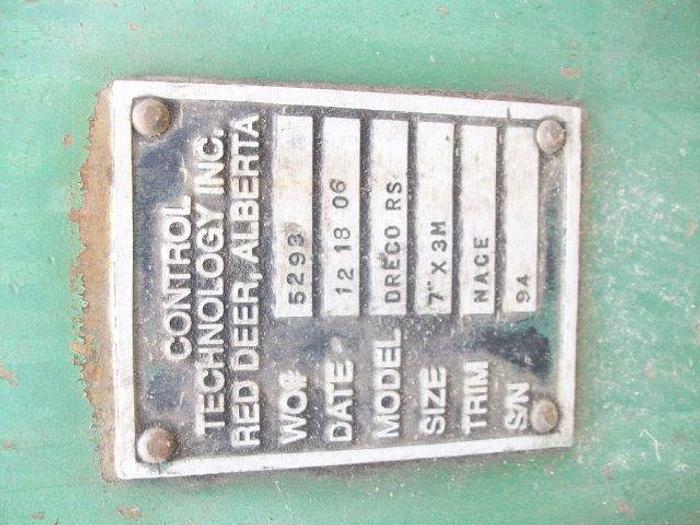 CONTROL
TECHNOLOGY INC.
RED DEER, ALBERTA
WO# 5293
DATE 12 18 06
MODEL DRECO RS
SIZE 7" X 3M
TRIM NACE
S/N 94